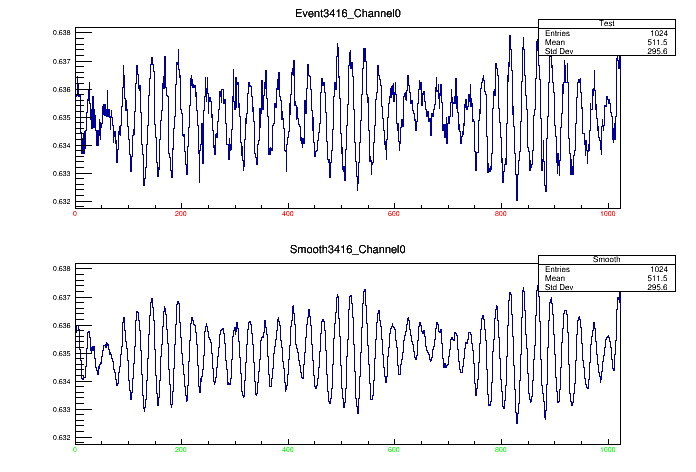 Event3416_Channel0
Test
Entries 1024
Mean 511.5
Std Dev 295.6
0.638
0.637
0.636
0.635
0.634
0.633
0.632
0 200 400 600 800 1000
Smooth3416_Channel0
Smooth
Entries 1024
Mean 511.5
Std Dev 295.6
0.638
0.637
0.636
0.635
0.634
0.633
0.632
0 200 400 600 800 1000